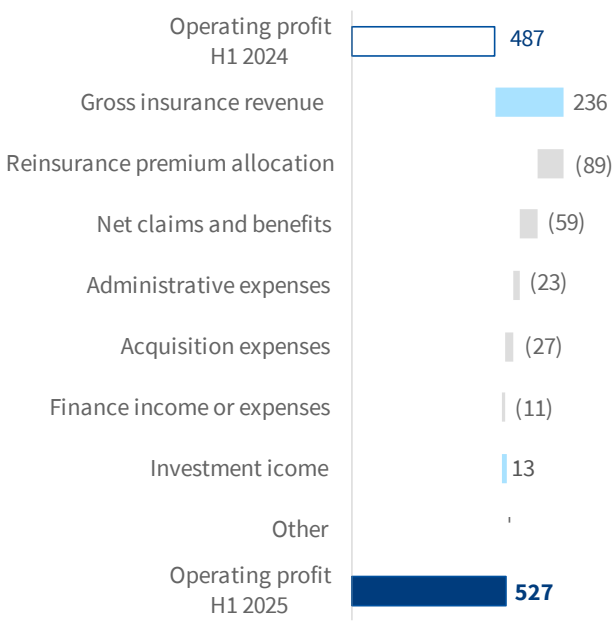 Operating profit
H1 2024
487
Gross insurance revenue
236
Reinsurance premium allocation
(89)
Net claims and benefits
(59)
Administrative expenses
(23)
Acquisition expenses
(27)
Finance income or expenses
(11)
Investment icome
13
Other
'
Operating profit
H1 2025
527